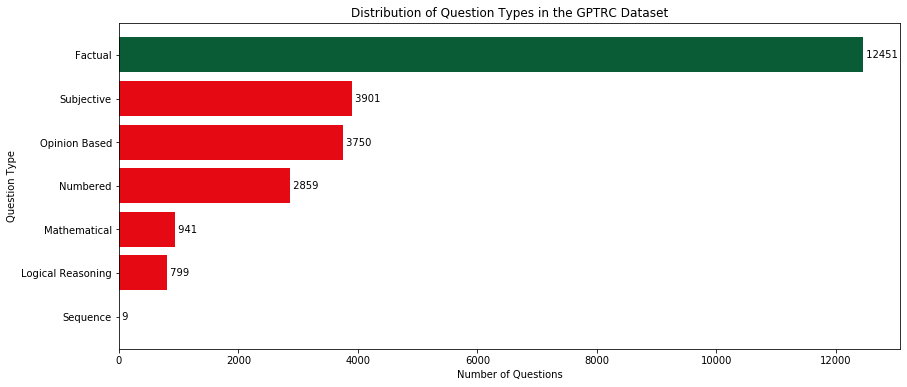 Distribution of Question Types in the GPTRC Dataset
Question Type
Factual 12451
Subjective 3901
Opinion Based 3750
Numbered 2859
Mathematical 941
Logical Reasoning 799
Sequence 9
0 2000 4000 6000 8000 10000 12000
Number of Questions